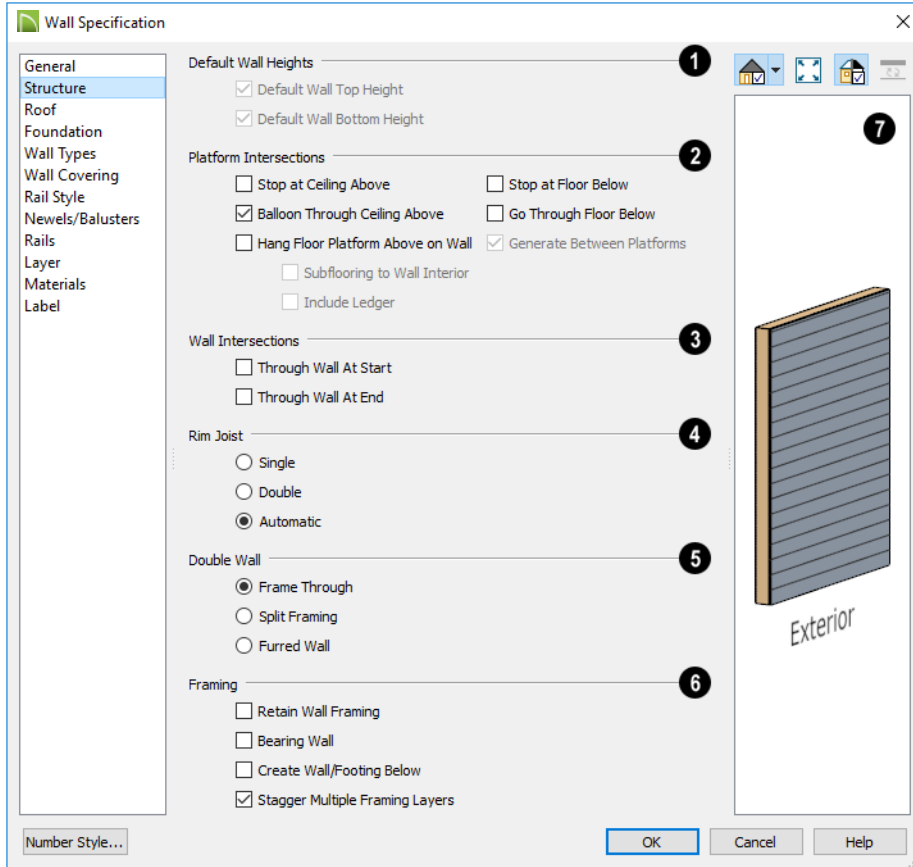 Wall Specification
General
Structure
Roof
Foundation
Wall Types
Wall Covering
Rail Style
Newels/Balusters
Rails
Layer
Materials
Label
Default Wall Heights 1
Default Wall Top Height
Default Wall Bottom Height
Platform Intersections 2
Stop at Ceiling Above Stop at Floor Below
Balloon Through Ceiling Above Go Through Floor Below
Hang Floor Platform Above on Wall Generate Between Platforms
Subflooring to Wall Interior
Include Ledger
Wall Intersections 3
Through Wall At Start
Through Wall At End
Rim Joist 4
Single
Double
Automatic
Double Wall 5
Frame Through
Split Framing
Furred Wall
Framing 6
Retain Wall Framing
Bearing Wall
Create Wall/Footing Below
Stagger Multiple Framing Layers
7
Exterior
Number Style... OK Cancel Help